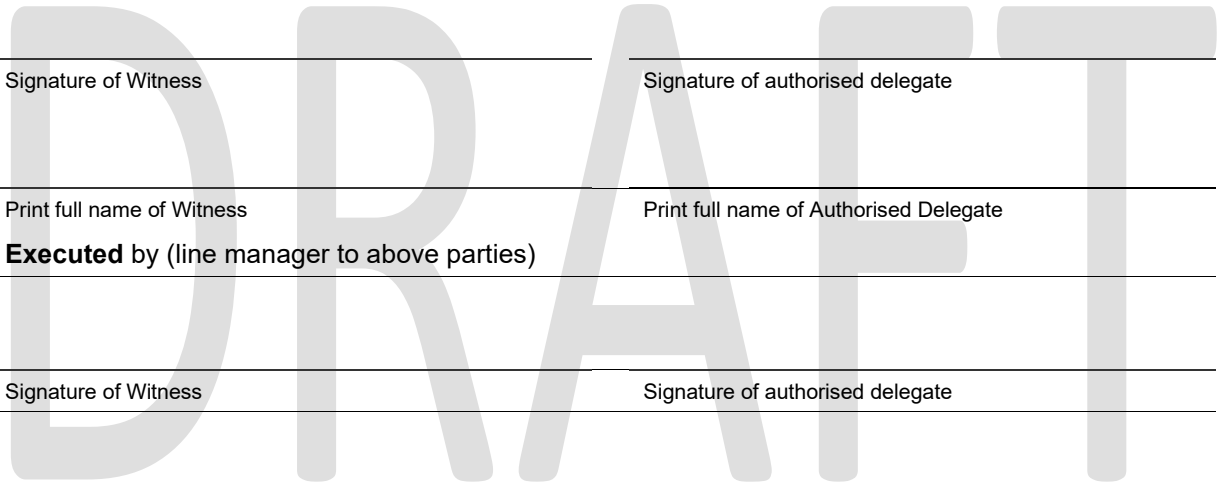 DRAFT
Signature of Witness Signature of authorised delegate
Print full name of Witness Print full name of Authorised Delegate
Executed by (line manager to above parties)
Signature of Witness Signature of authorised delegate